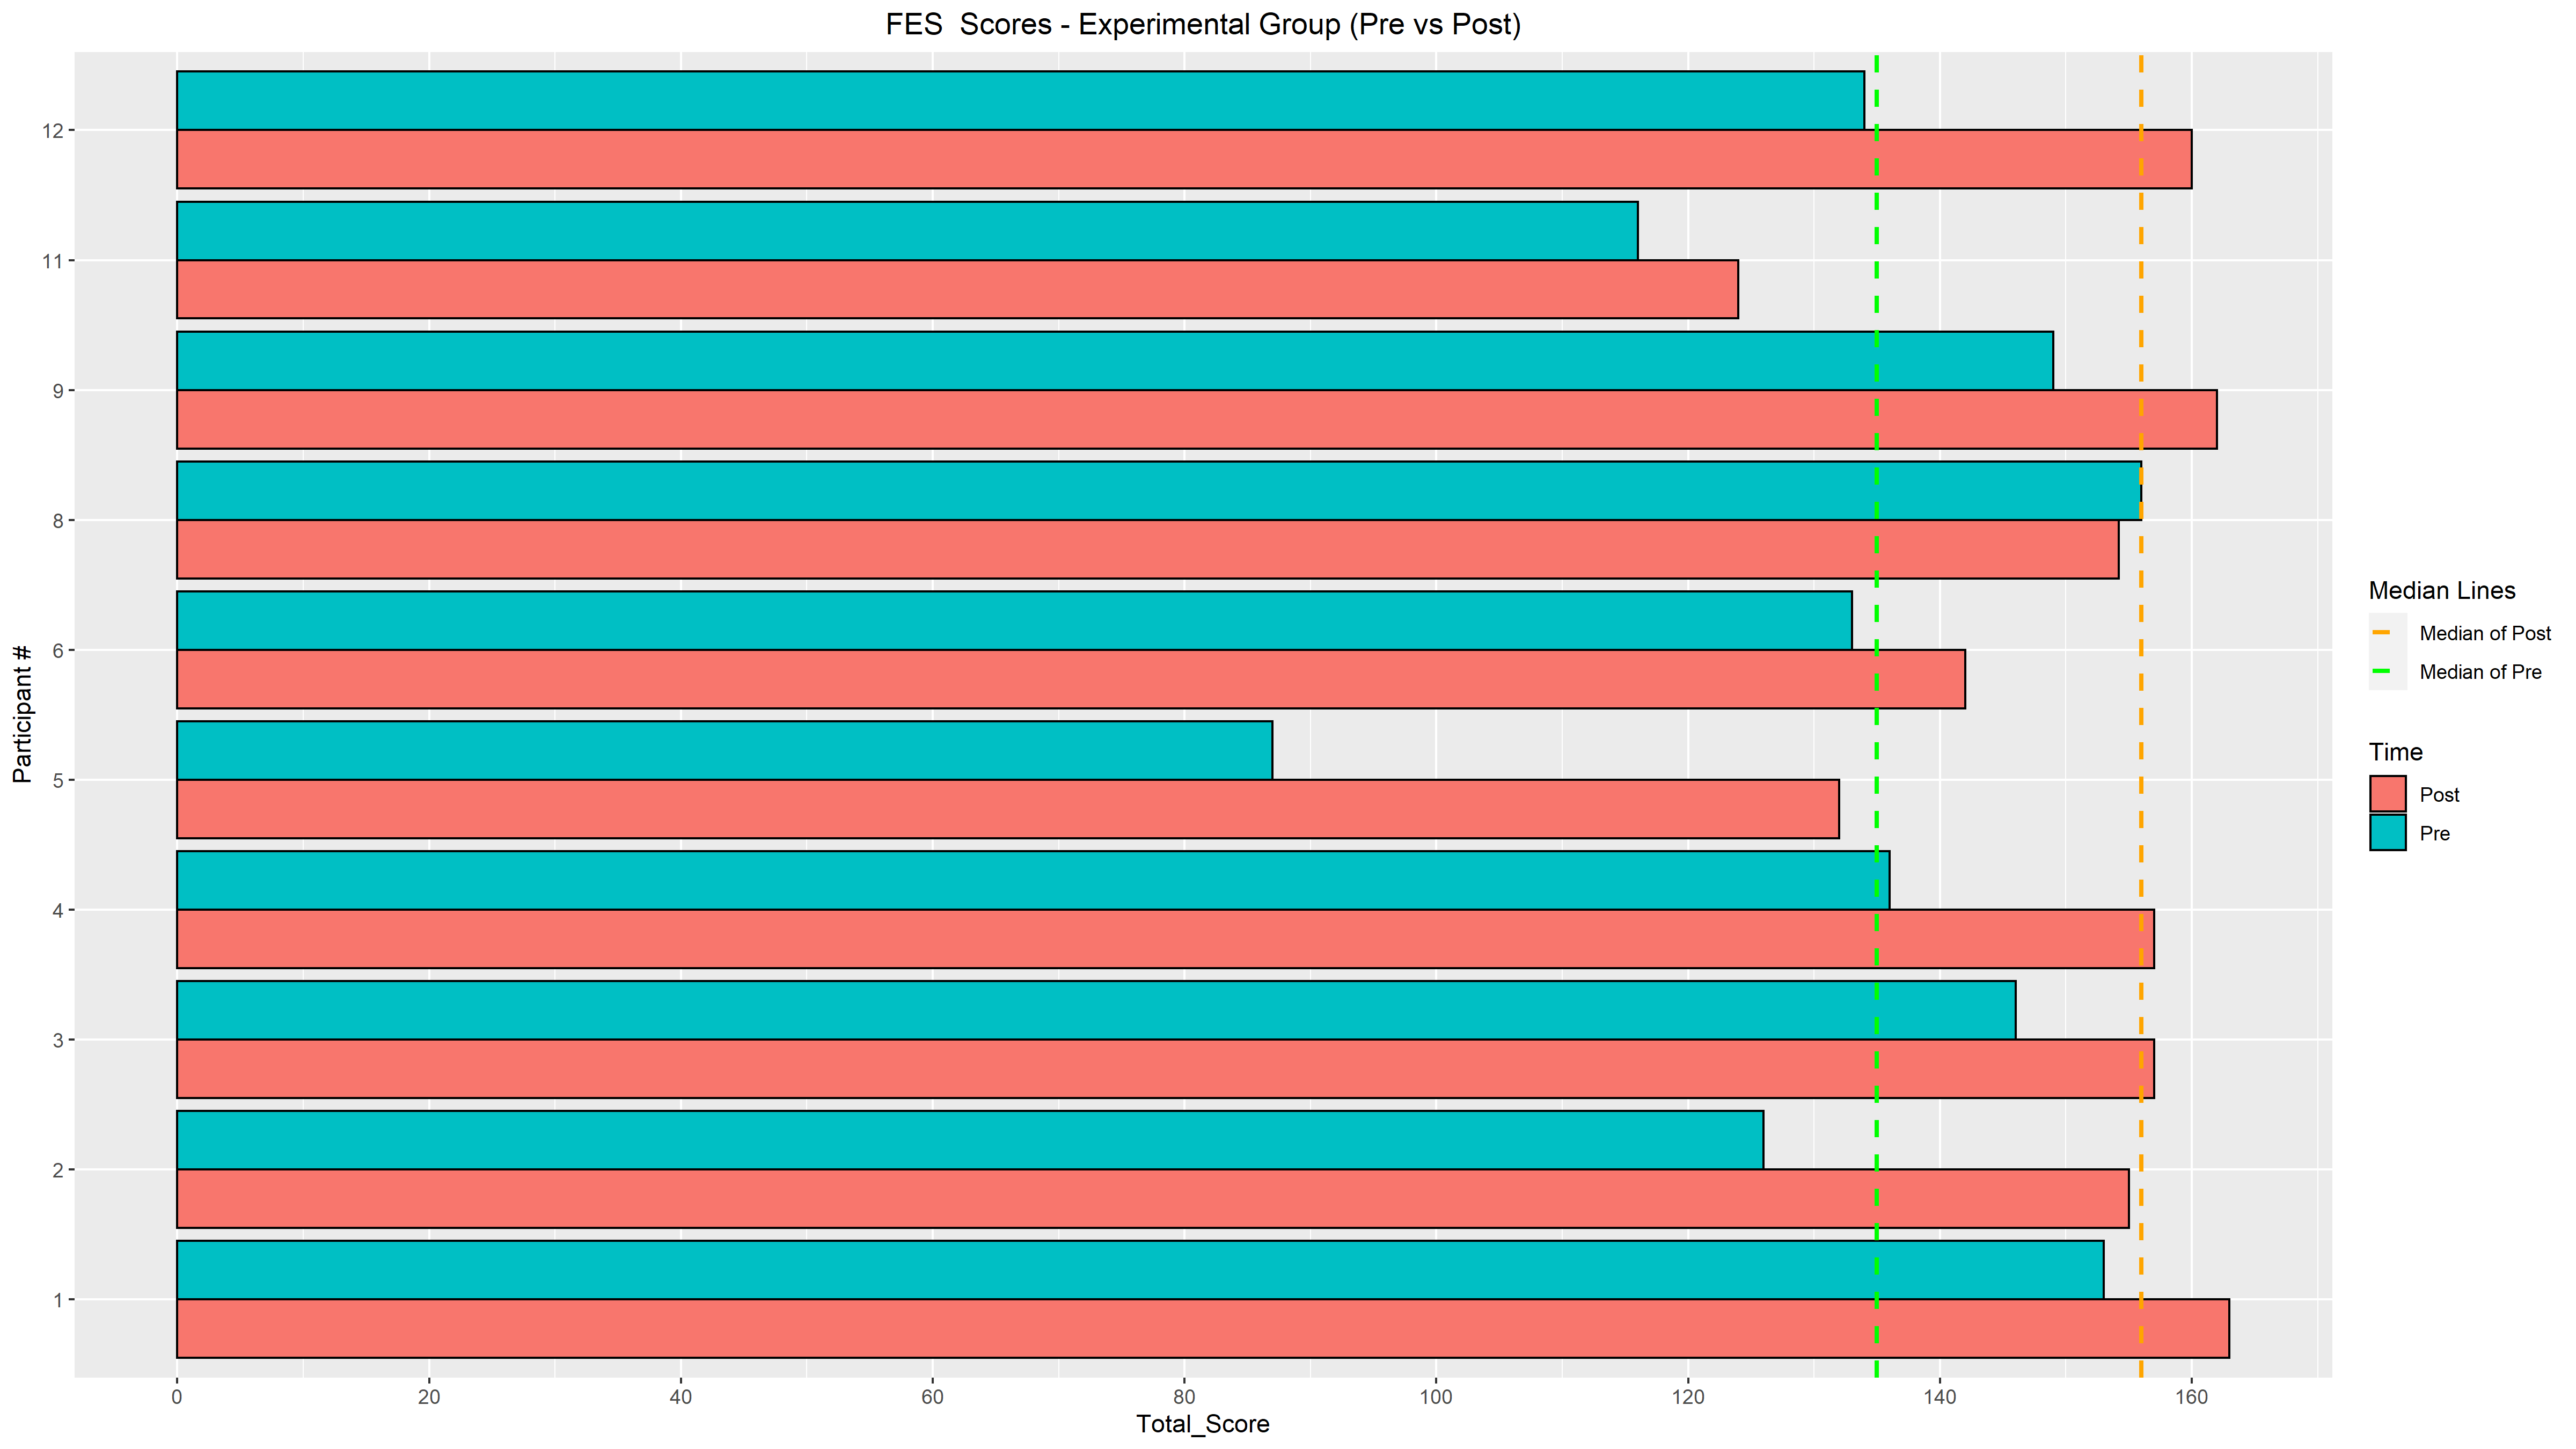 FES  Scores - Experimental Group (Pre vs Post)
Participant #
12
11
9
8
6
5
4
3
2
1
0 20 40 60 80 100 120 140 160
Total_Score
Median Lines
Median of Post
Median of Pre
Time
Post
Pre